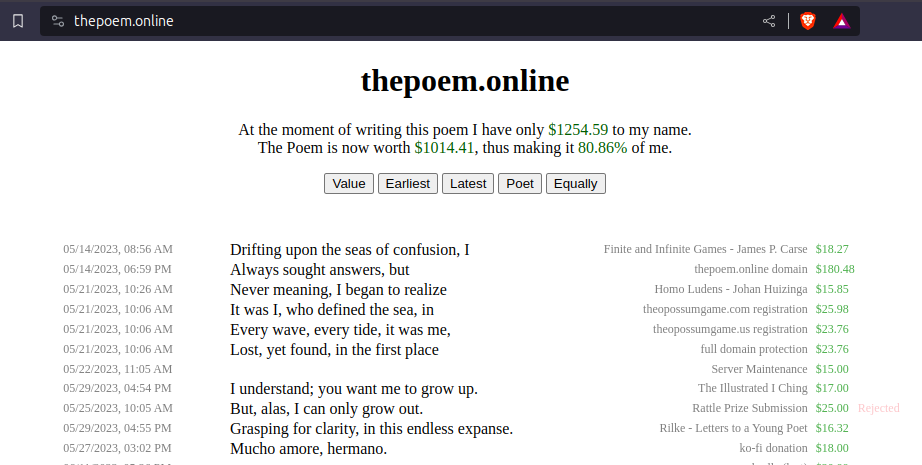 thepoem.online
thepoem.online
At the moment of writing this poem I have only $1254.59 to my name.
The Poem is now worth $1014.41, thus making it 80.86% of me.
Value Earliest Latest Poet Equally
05/14/2023, 08:56 AM Drifting upon the seas of confusion, I Finite and Infinite Games - James P. Carse $18.27
05/14/2023, 06:59 PM Always sought answers, but thepoem.online domain $180.48
05/21/2023, 10:26 AM Never meaning, I began to realize Homo Ludens - Johan Huizinga $15.85
05/21/2023, 10:06 AM It was I, who defined the sea, in theopossumgame.com registration $25.98
05/21/2023, 10:06 AM Every wave, every tide, it was me, theopossumgame.us registration $23.76
05/21/2023, 10:06 AM Lost, yet found, in the first place full domain protection $23.76
05/22/2023, 11:05 AM Server Maintenance $15.00
05/29/2023, 04:54 PM I understand; you want me to grow up. The Illustrated I Ching $17.00
05/25/2023, 10:05 AM But, alas, I can only grow out. Rattle Prize Submission $25.00 Rejected
05/29/2023, 04:55 PM Grasping for clarity, in this endless expanse. Rilke - Letters to a Young Poet $16.32
05/27/2023, 03:02 PM Mucho amore, hermano. ko-fi donation $18.00